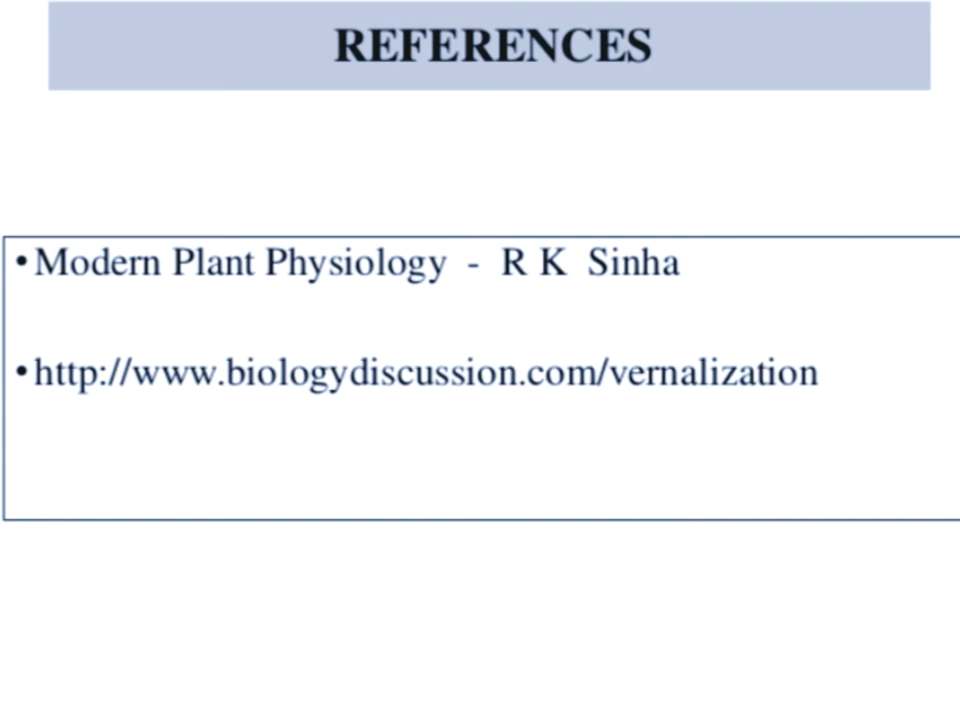 REFERENCES
•Modern Plant Physiology - R K Sinha
•http://www.biologydiscussion.com/vernalization